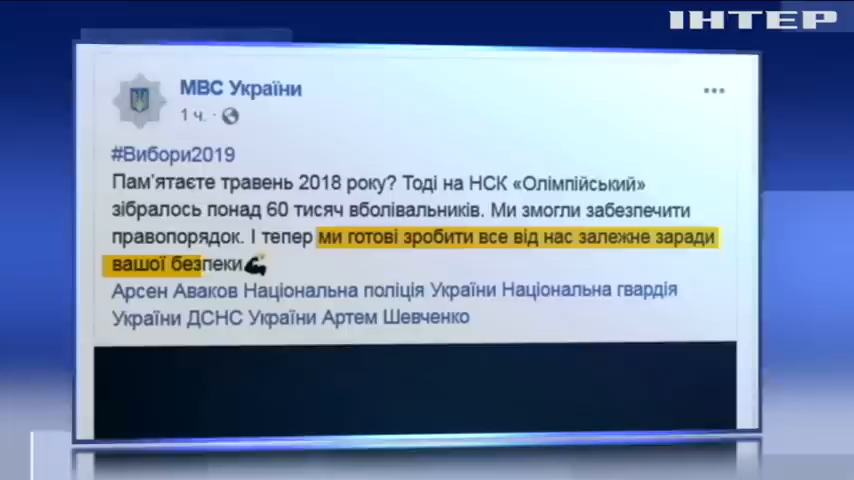 ІНТЕР
МВС України
1 ч. ·
#Вибори2019
Пам'ятаєте травень 2018 року? Тоді на НСК «Олімпійський»
зібралось понад 60 тисяч вболівальників. Ми змогли забезпечити
правопорядок. І тепер ми готові зробити все від нас залежне заради
вашої безпеки
Арсен Аваков Національна поліція України Національна гвардія
України ДСНС України Артем Шевченко